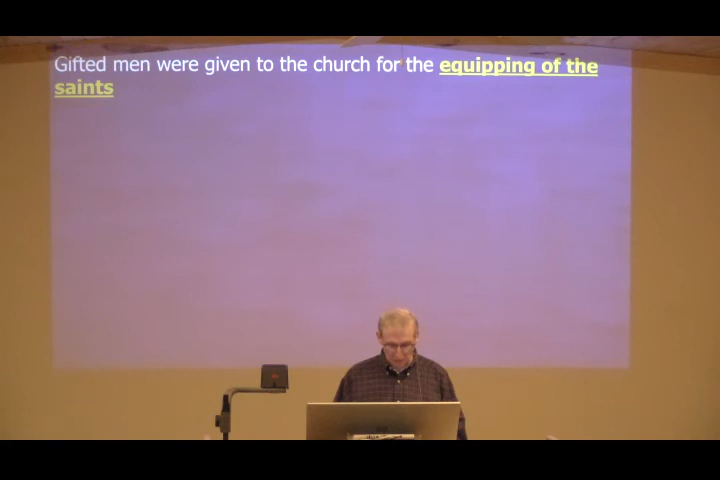 Gifted men were given to the church for the equipping of the
saints